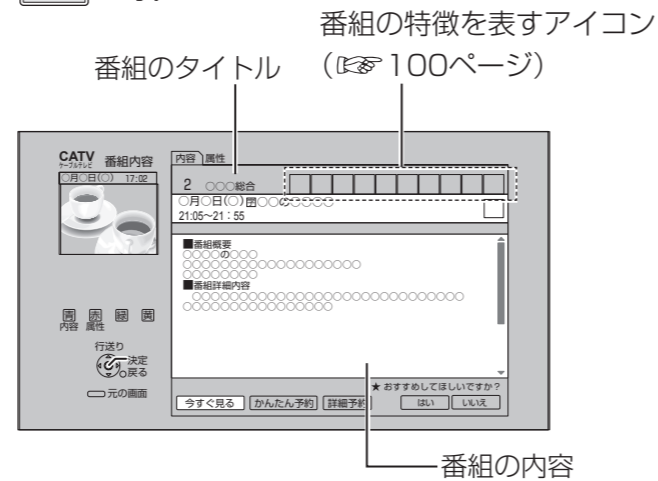 番組の特徴を表すアイコン
(☞100ページ)
番組のタイトル
CATV
ケーブルテレビ
番組内容
内容 属性
○月○日(○) 17:02
2 ○○○総合
○月○日(○) 🈑○○の○○○○
21:05~21:55
■番組概要
○○○○の○○○
○○○○○○○○○○○○○○○○○○○○
○○○○○○○○
■番組詳細内容
○○○○○○○○○○○○○○○○○○○○○○○○○○○○○○
○○○○○○○○○○○○○○○○
青 赤 緑 黄
内容 属性
行送り
決定
戻る
元の画面
★おすすめしてほしいですか?
今すぐ見る かんたん予約 詳細予約 はい いいえ
番組の内容